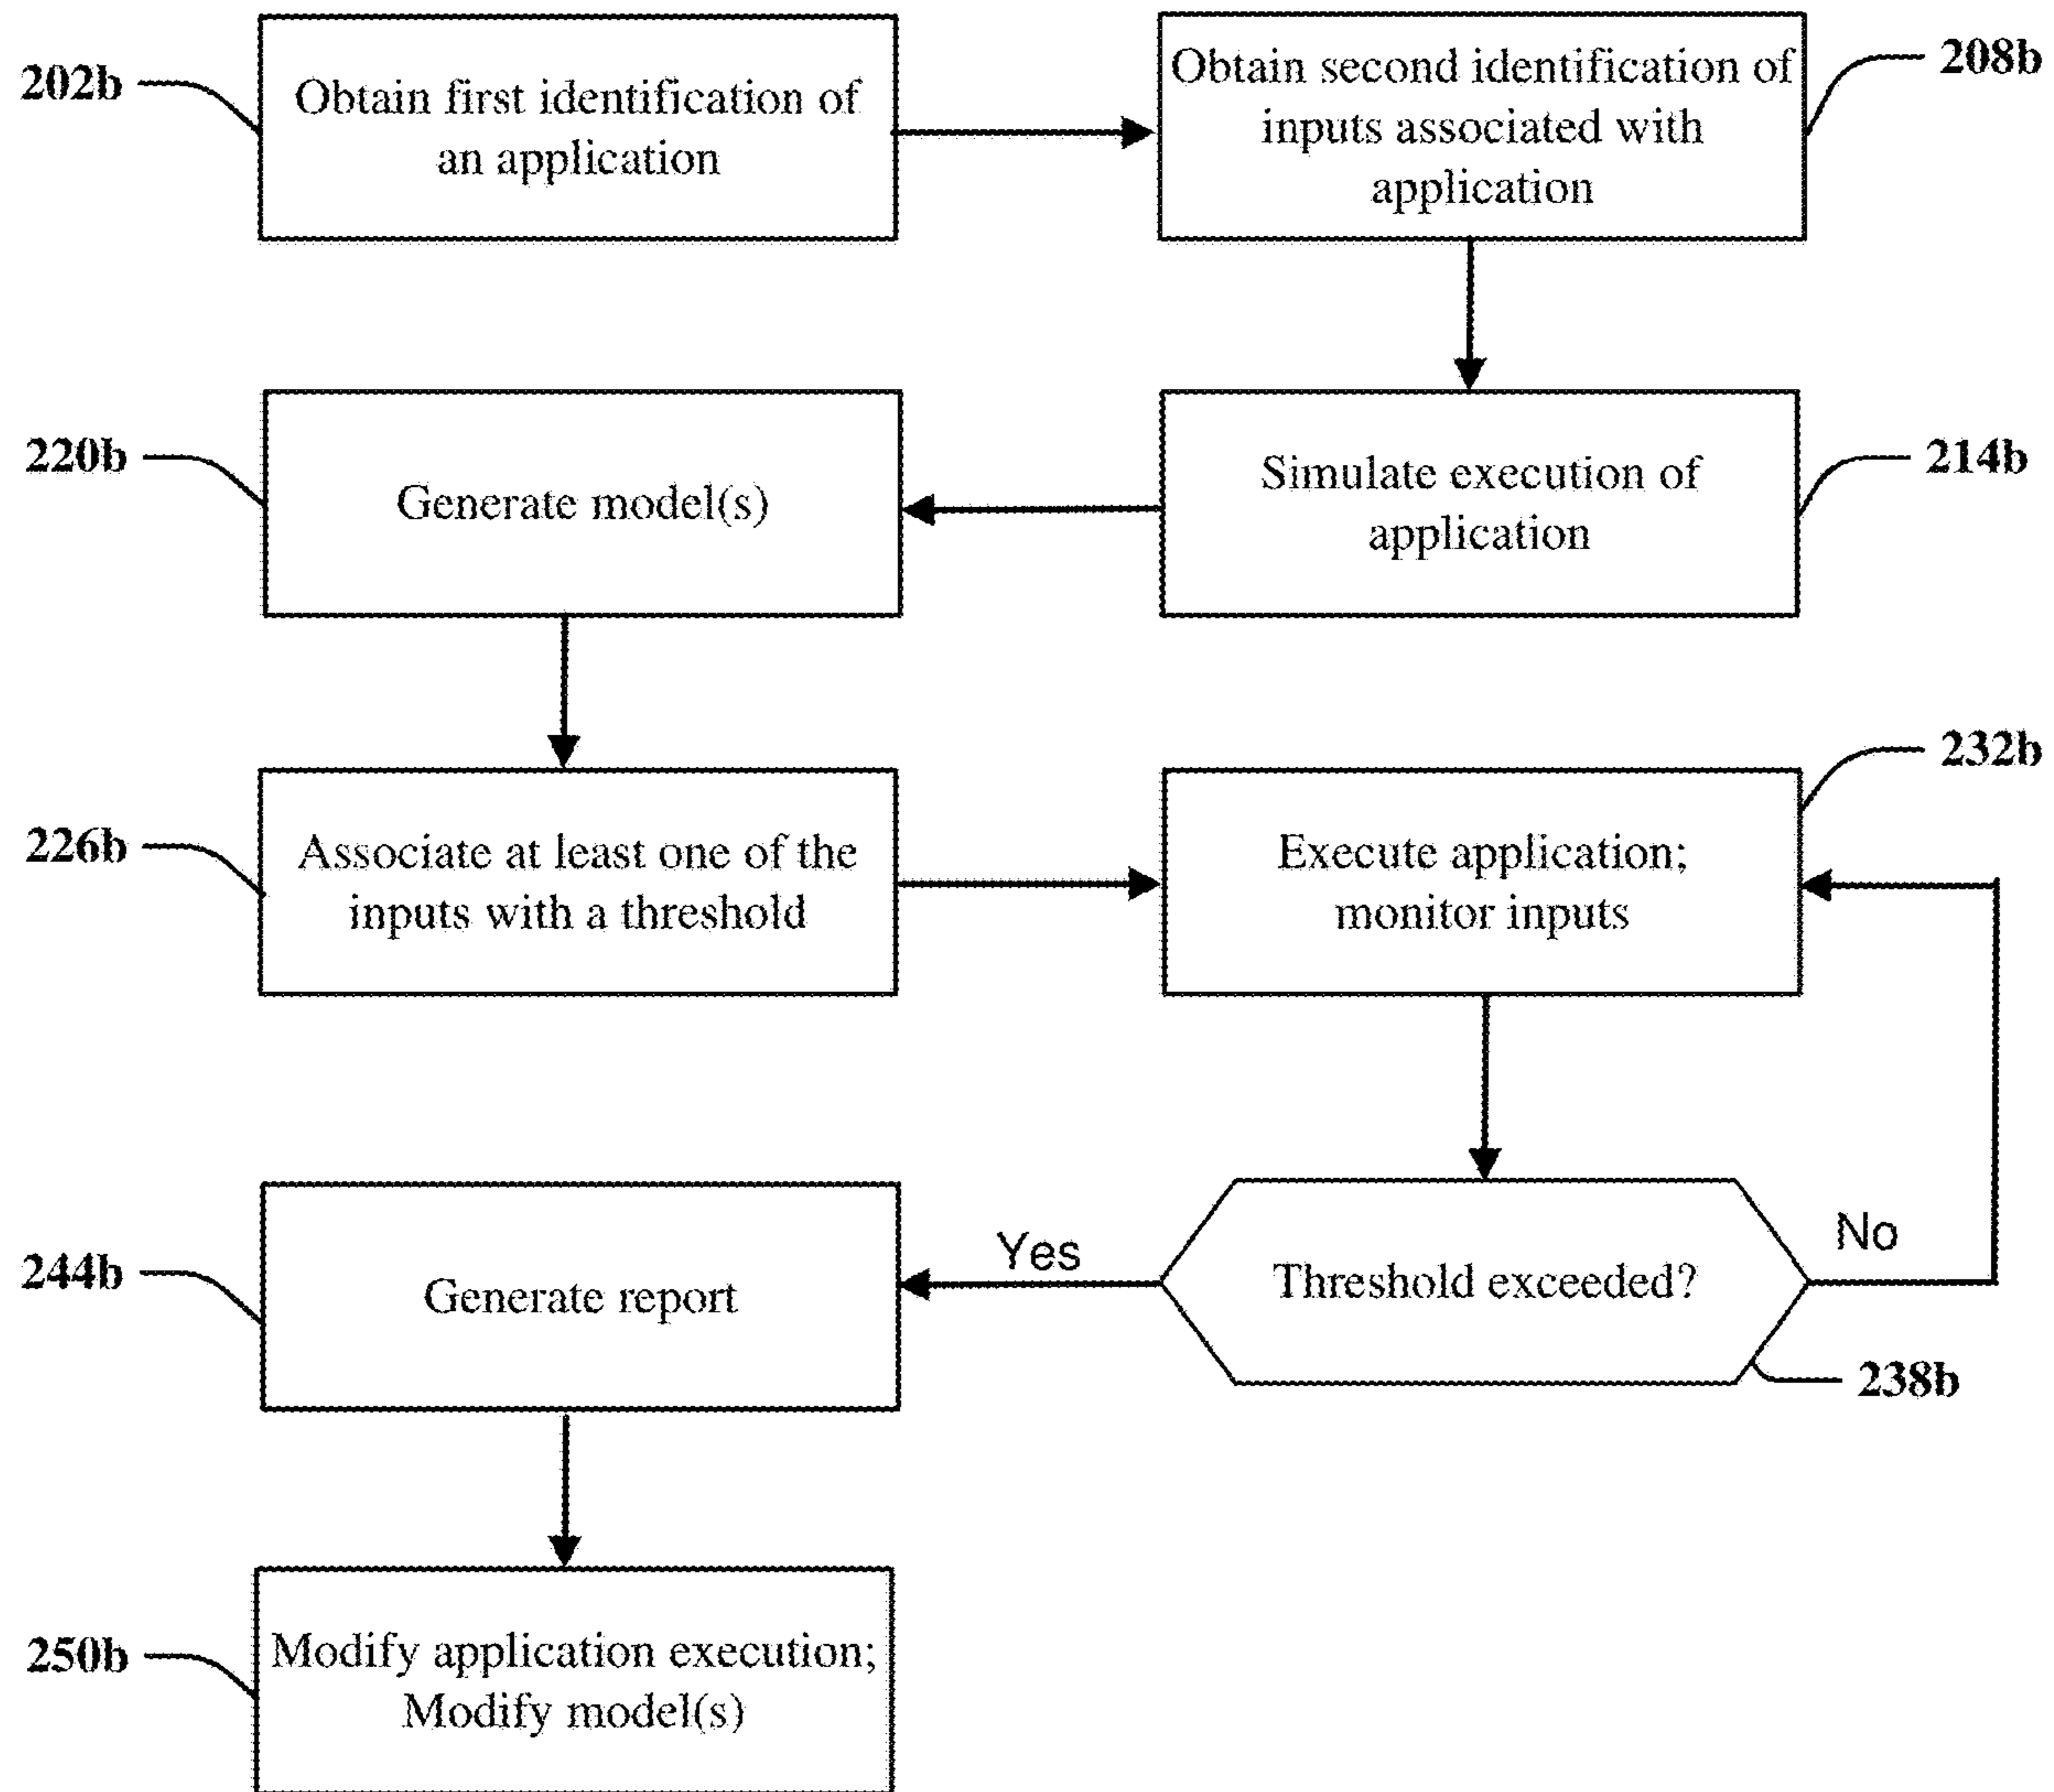 202b
Obtain first identification of
an application
Obtain second identification of
inputs associated with
application
208b
220b
Generate model(s)
Simulate execution of
application
214b
226b
Associate at least one of the
inputs with a threshold
Execute application;
monitor inputs
232b
244b
Generate report
Yes
Threshold exceeded?
No
238b
250b
Modify application execution;
Modify model(s)